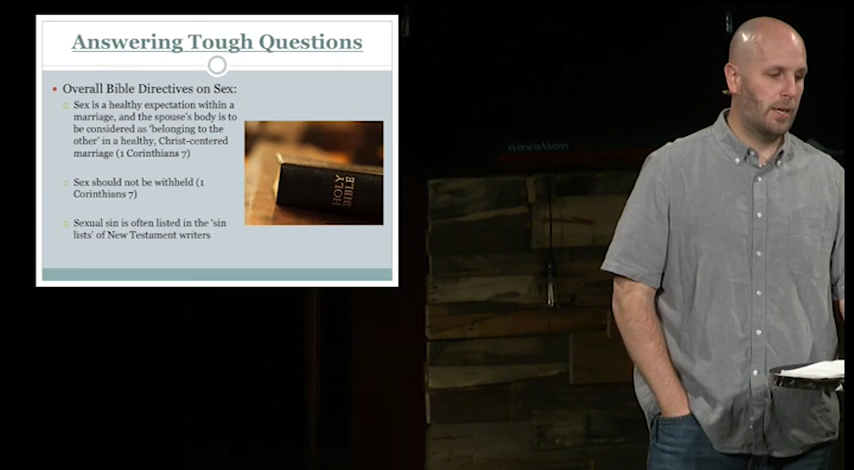 Answering Tough Questions
• Overall Bible Directives on Sex:
○ Sex is a healthy expectation within a
marriage, and the spouse's body is to
be considered as 'belonging to the
other' in a healthy, Christ-centered
marriage (1 Corinthians 7)
○ Sex should not be withheld (1
Corinthians 7)
○ Sexual sin is often listed in the 'sin
lists' of New Testament writers
HOLY
BIBLE
novation